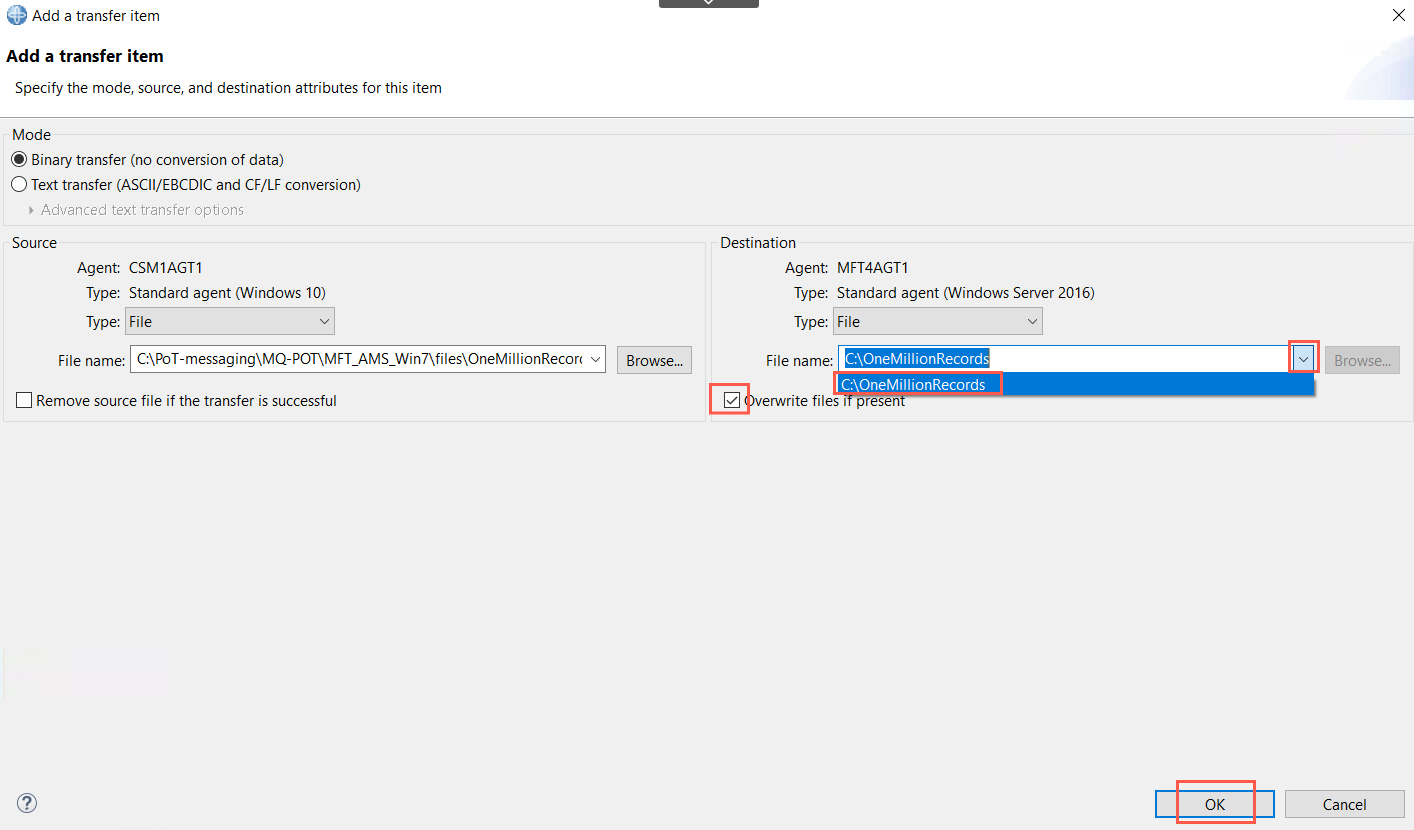 Add a transfer item
Add a transfer item
Specify the mode, source, and destination attributes for this item
Mode
Binary transfer (no conversion of data)
Text transfer (ASCII/EBCDIC and CF/LF conversion)
Advanced text transfer options
Source
Agent: CSM1AGT1
Type: Standard agent (Windows 10)
Type: File
File name: C:\PoT-messaging\MQ-POT\MFT_AMS_Win7\files\OneMillionRecor Browse...
Remove source file if the transfer is successful
Destination
Agent: MFT4AGT1
Type: Standard agent (Windows Server 2016)
Type: File
File name: C:\OneMillionRecords Browse...
C:\OneMillionRecords
Overwrite files if present
?
OK Cancel